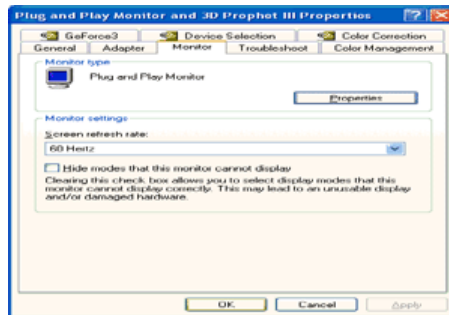 Plug and Play Monitor and 3D Prophet III Properties
GeForce3 Device Selection Color Correction
General Adapter Monitor Troubleshoot Color Management
Monitor type
Plug and Play Monitor
Properties
Monitor settings
Screen refresh rate:
60 Hertz
Hide modes that this monitor cannot display
Clearing this check box allows you to select display modes that this
monitor cannot display correctly. This may lead to an unusable display
and/or damaged hardware.
OK Cancel Apply